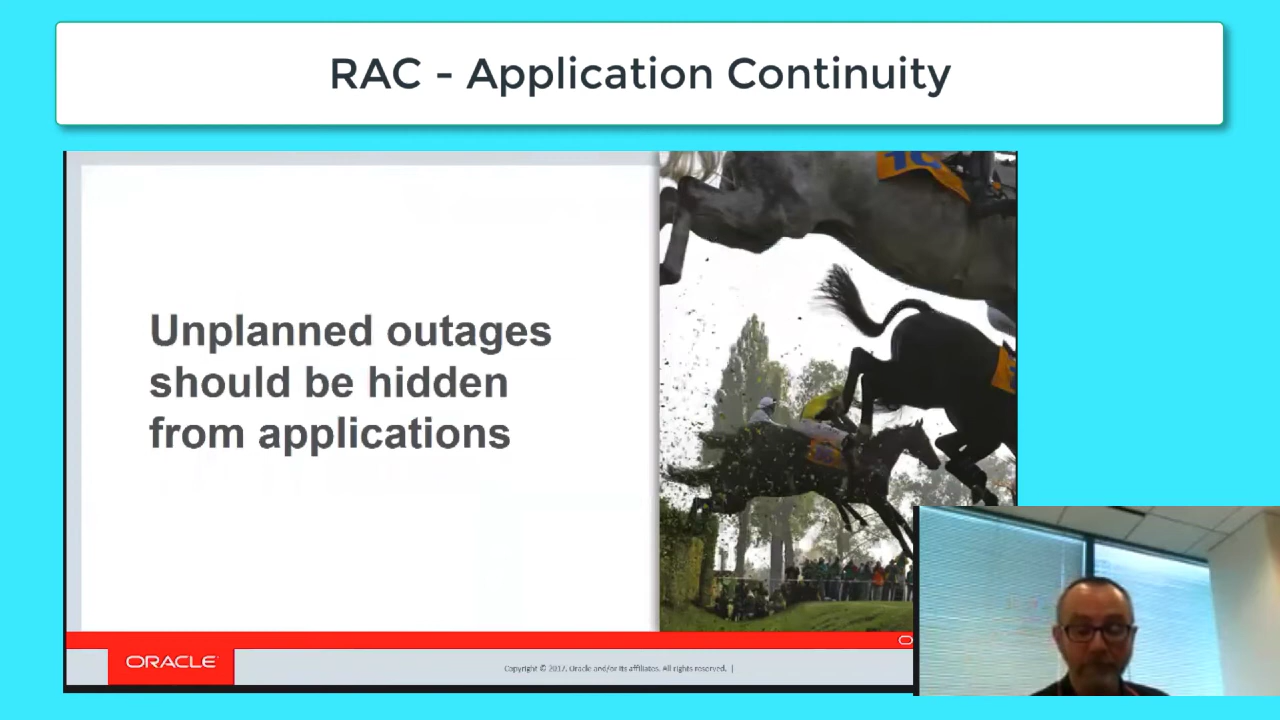 RAC - Application Continuity
Unplanned outages
should be hidden
from applications
ORACLE
Copyright © 2017, Oracle and/or its affiliates. All rights reserved. |